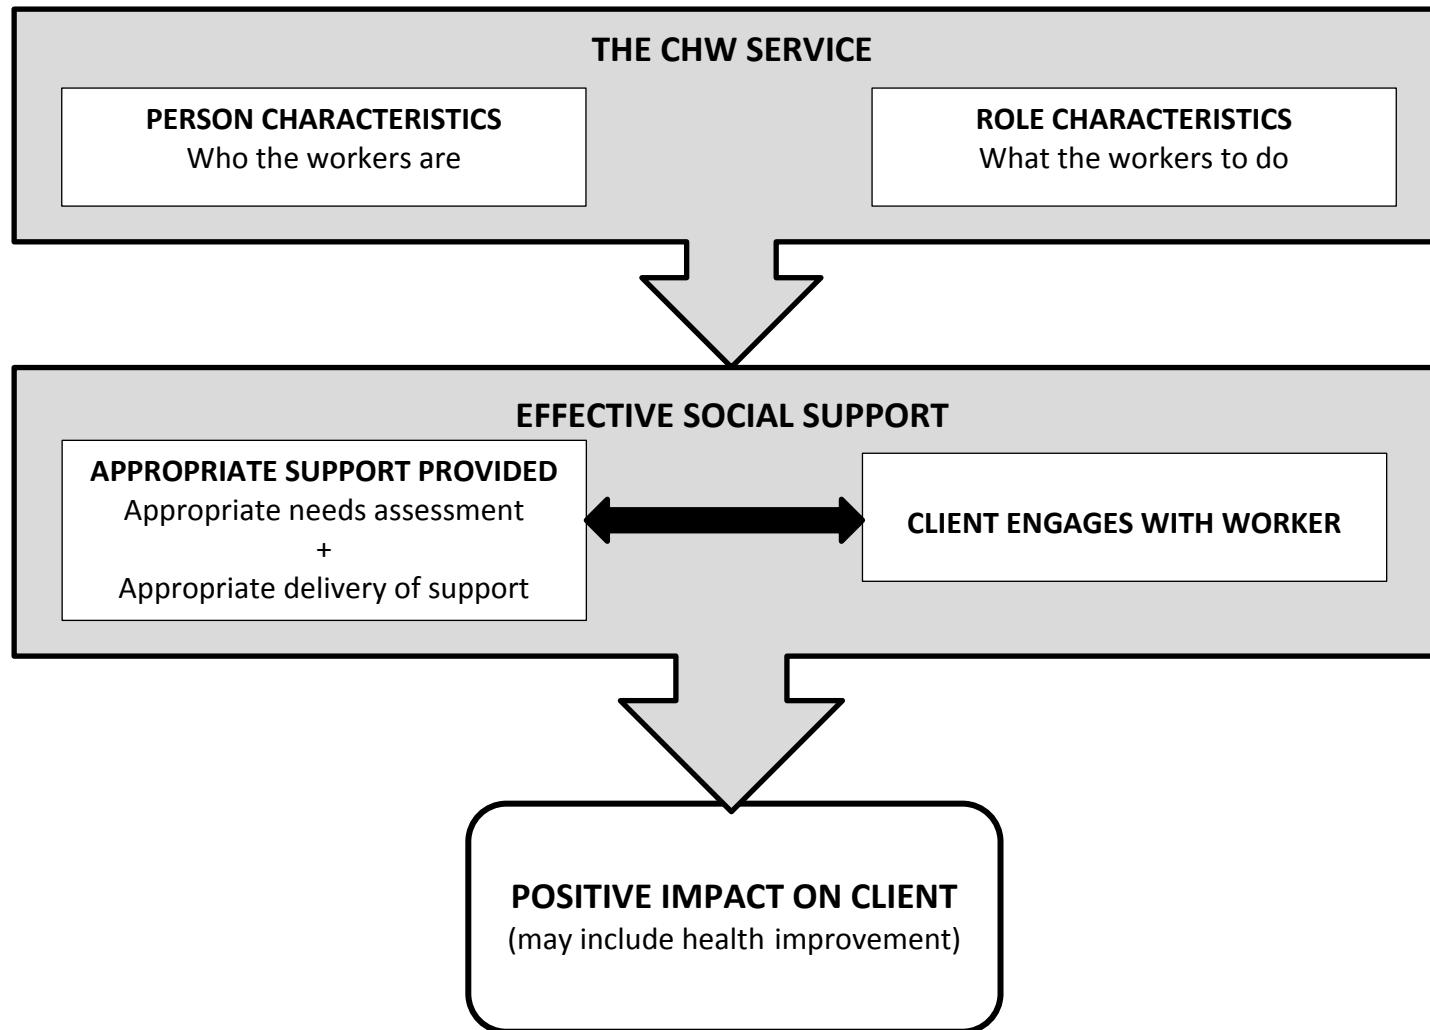 THE CHW SERVICE
PERSON CHARACTERISTICS
Who the workers are
ROLE CHARACTERISTICS
What the workers to do
EFFECTIVE SOCIAL SUPPORT
APPROPRIATE SUPPORT PROVIDED
Appropriate needs assessment
+
Appropriate delivery of support
CLIENT ENGAGES WITH WORKER
POSITIVE IMPACT ON CLIENT
(may include health improvement)